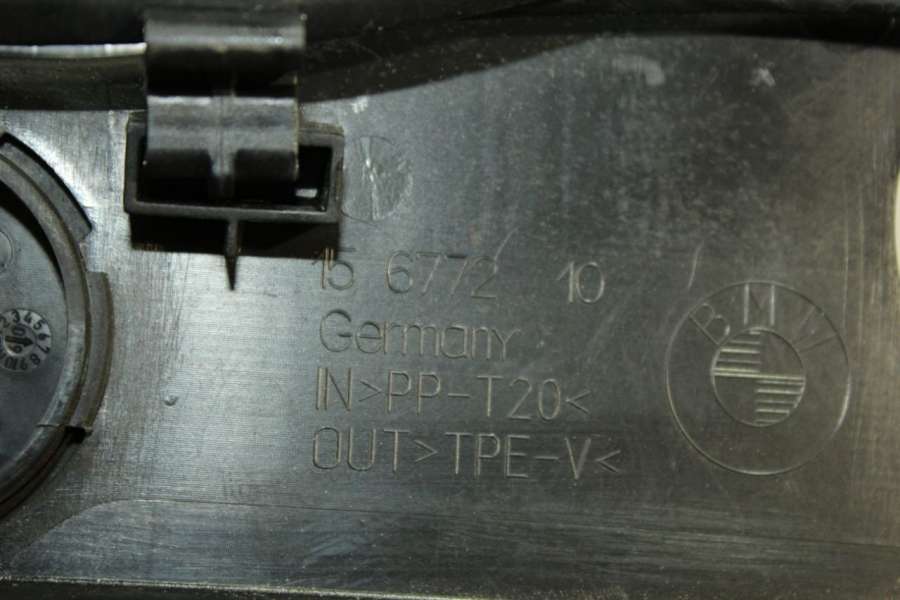 15 6772 10
Germany
IN>PP-T20<
OUT>TPE-V<
BMW